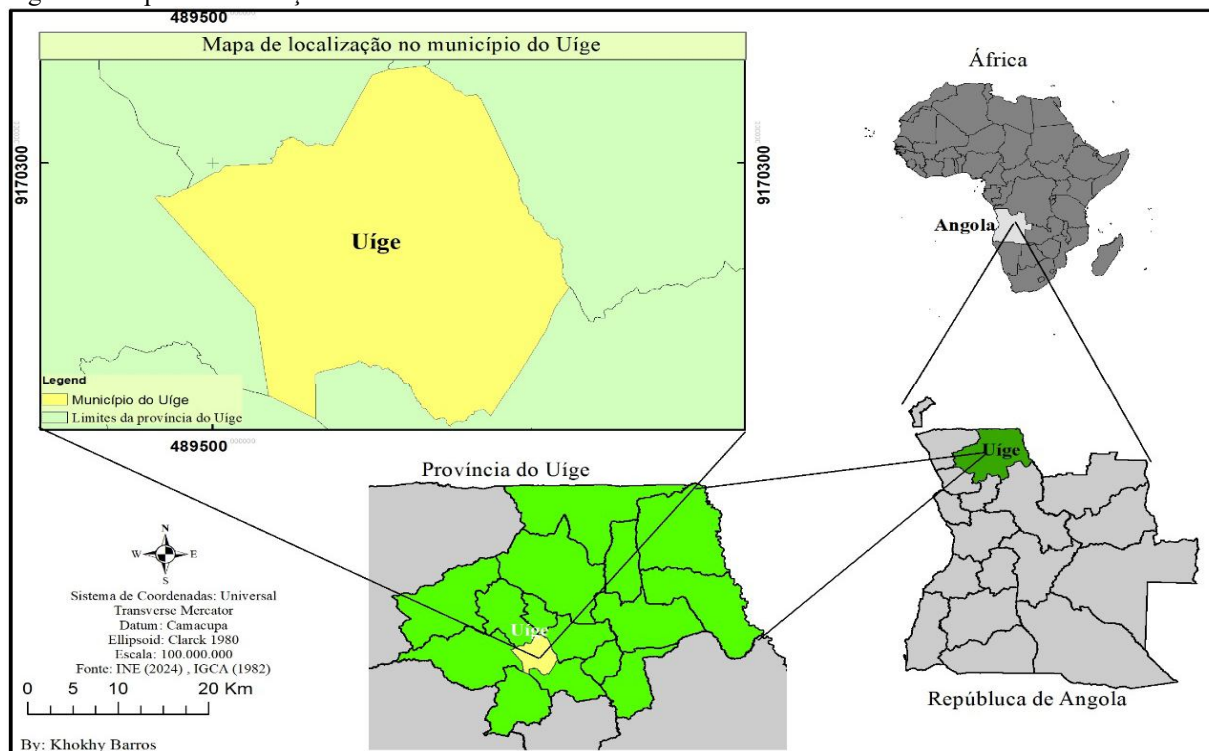 489500
Mapa de localização no município do Uíge
9170300
9170300
Uíge
Legend
Município do Uíge
Limites da província do Uíge
489500
África
Angola
Uíge
Repúbluca de Angola
Província do Uíge
Uíge
N
W
E
S
Sistema de Coordenadas: Universal
Transverse Mercator
Datum: Camacupa
Ellipsoid: Clarck 1980
Escala: 100.000.000
Fonte: INE (2024) , IGCA (1982)
0 5 10 20 Km
By: Khokhy Barros